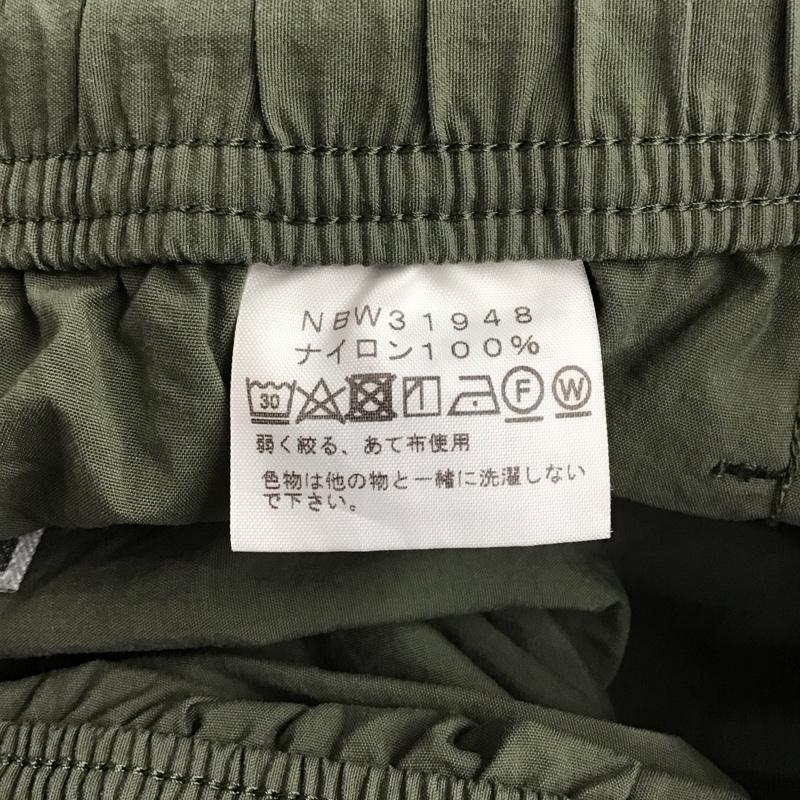 NBW31948
ナイロン100%
30 F W
弱く絞る、あて布使用
色物は他の物と一緒に洗濯しない
で下さい。